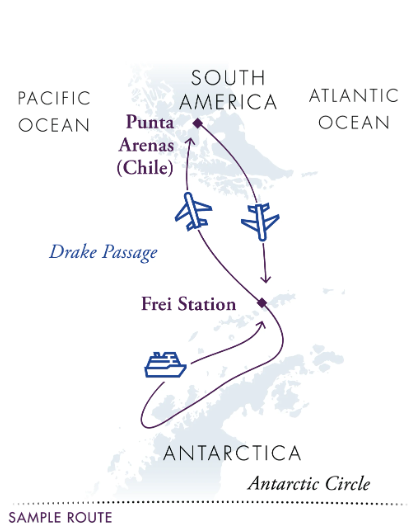 SOUTH
AMERICA
PACIFIC
OCEAN
ATLANTIC
OCEAN
Punta
Arenas
(Chile)
Drake Passage
Frei Station
ANTARCTICA
Antarctic Circle
SAMPLE ROUTE